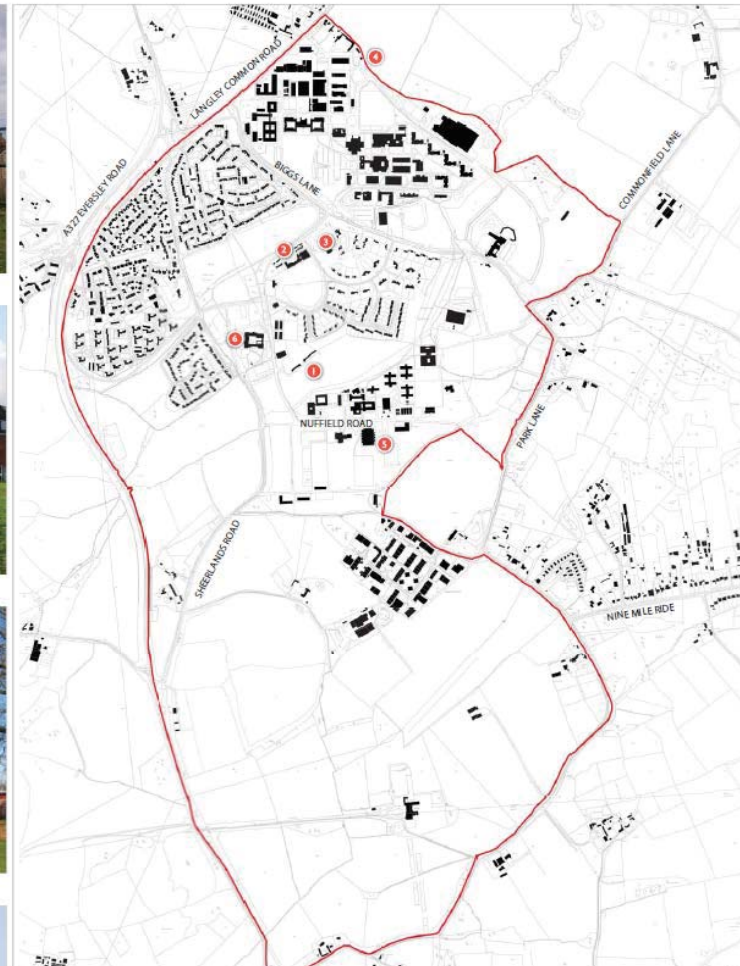 LANGLEY COMMON ROAD
4
A327 EVERSLEY ROAD
BIGGS LANE
COMMONFIELD LANE
2
3
6
1
NUFFIELD ROAD
5
PARK LANE
SHEERLANDS ROAD
NINE MILE RIDE